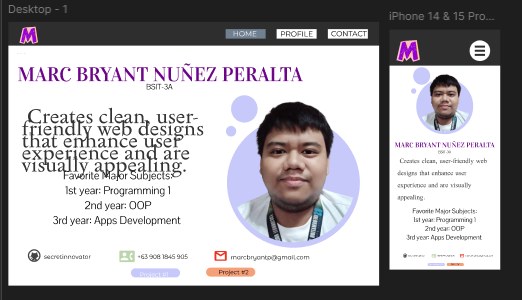 Desktop - 1
M
HOME PROFILE CONTACT
MARC BRYANT NUÑEZ PERALTA
BSIT-3A
Creates clean, user-
friendly web designs
that enhance user
experience and are
visually appealing.
Favorite Major Subjects:
1st year: Programming 1
2nd year: OOP
3rd year: Apps Development
secretinnovator +63 908 1845 905 marcbryantp@gmail.com
Project #1 Project #2
iPhone 14 & 15 Pro...
M
MARC BRYANT NUÑEZ PERALTA
BSIT-3A
Creates clean, user-friendly web
designs that enhance user
experience and are visually
appealing.
Favorite Major Subjects:
1st year: Programming 1
2nd year: OOP
3rd year: Apps Development